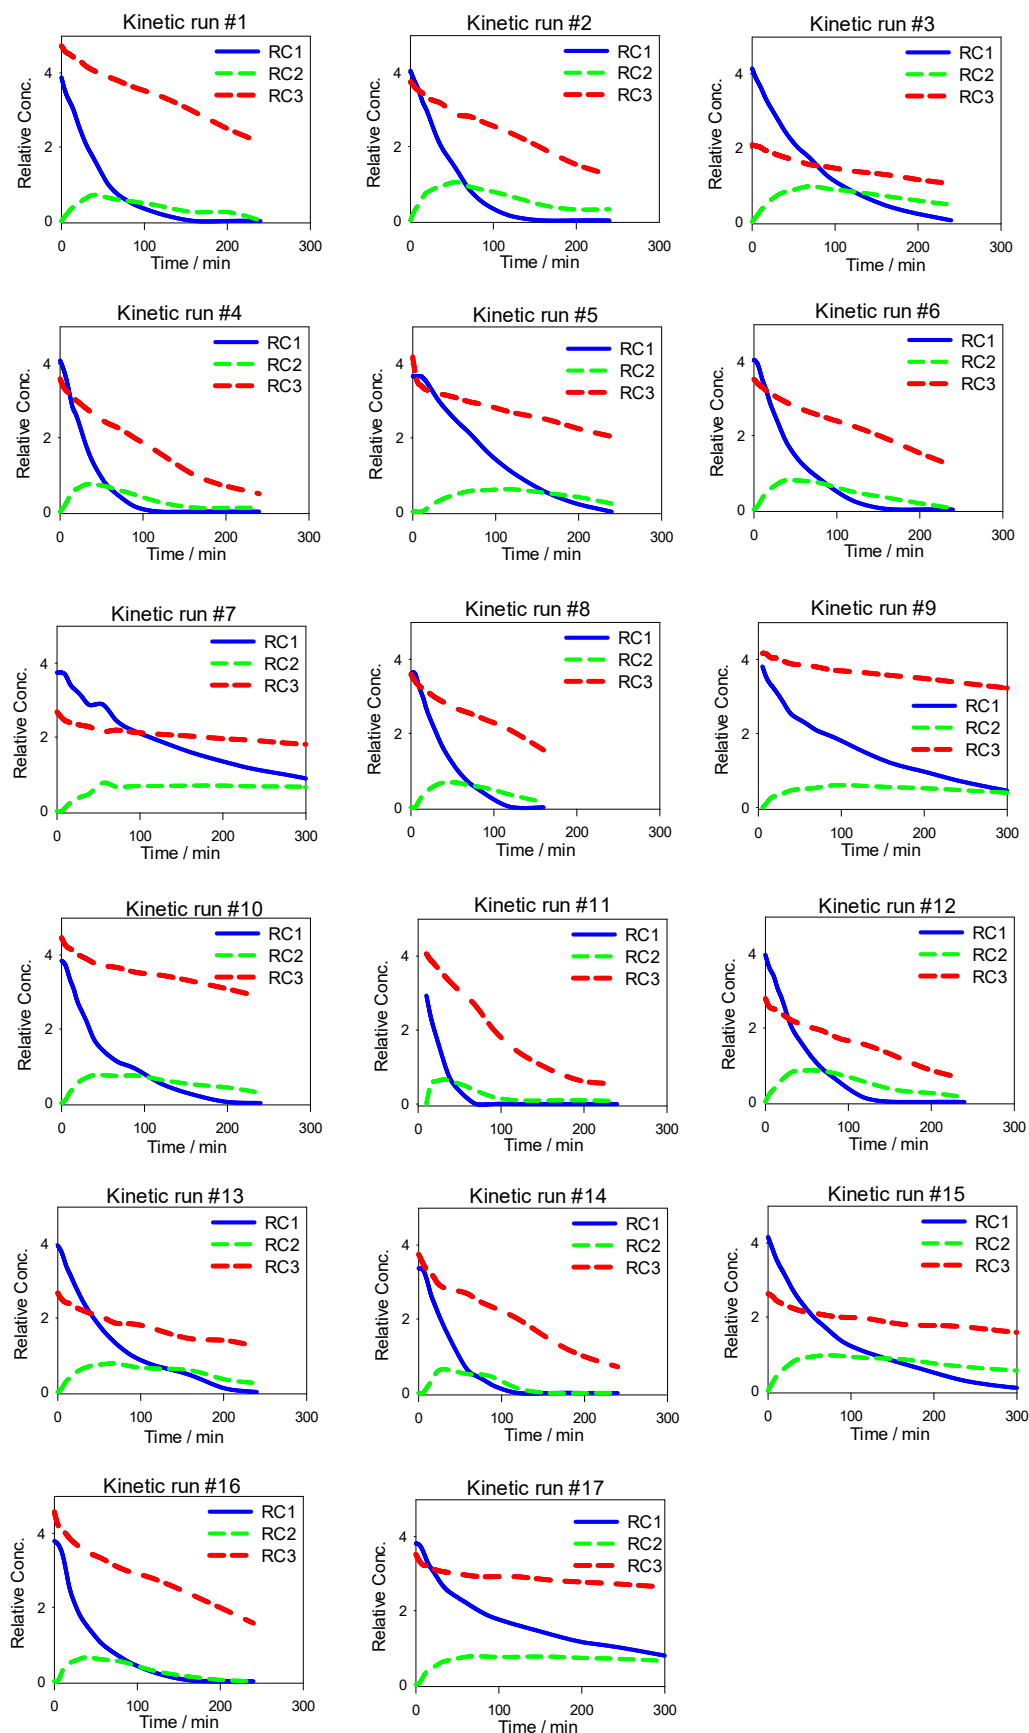 Kinetic run #1
RC1
RC2
RC3
Relative Conc.
4
2
0
0 100 200 300
Time / min
Kinetic run #2
RC1
RC2
RC3
Relative Conc.
4
2
0
0 100 200 300
Time / min
Kinetic run #3
RC1
RC2
RC3
Relative Conc.
4
2
0
0 100 200 300
Time / min
Kinetic run #4
RC1
RC2
RC3
Relative Conc.
4
2
0
0 100 200 300
Time / min
Kinetic run #5
RC1
RC2
RC3
Relative Conc.
4
2
0
0 100 200 300
Time / min
Kinetic run #6
RC1
RC2
RC3
Relative Conc.
4
2
0
0 100 200 300
Time / min
Kinetic run #7
RC1
RC2
RC3
Relative Conc.
4
2
0
0 100 200 300
Time / min
Kinetic run #8
RC1
RC2
RC3
Relative Conc.
4
2
0
0 100 200 300
Time / min
Kinetic run #9
RC1
RC2
RC3
Relative Conc.
4
2
0
0 100 200 300
Time / min
Kinetic run #10
RC1
RC2
RC3
Relative Conc.
4
2
0
0 100 200 300
Time / min
Kinetic run #11
RC1
RC2
RC3
Relative Conc.
4
2
0
0 100 200 300
Time / min
Kinetic run #12
RC1
RC2
RC3
Relative Conc.
4
2
0
0 100 200 300
Time / min
Kinetic run #13
RC1
RC2
RC3
Relative Conc.
4
2
0
0 100 200 300
Time / min
Kinetic run #14
RC1
RC2
RC3
Relative Conc.
4
2
0
0 100 200 300
Time / min
Kinetic run #15
RC1
RC2
RC3
Relative Conc.
4
2
0
0 100 200 300
Time / min
Kinetic run #16
RC1
RC2
RC3
Relative Conc.
4
2
0
0 100 200 300
Time / min
Kinetic run #17
RC1
RC2
RC3
Relative Conc.
4
2
0
0 100 200 300
Time / min